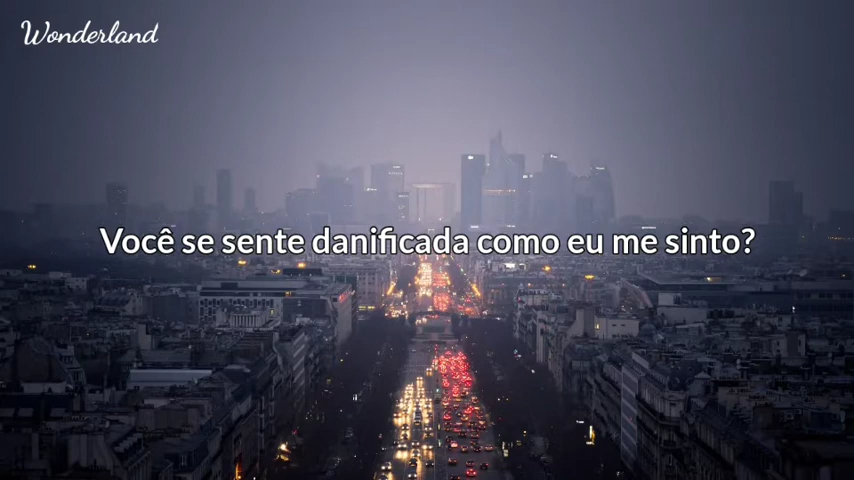 Wonderland
Você se sente danificada como eu me sinto?